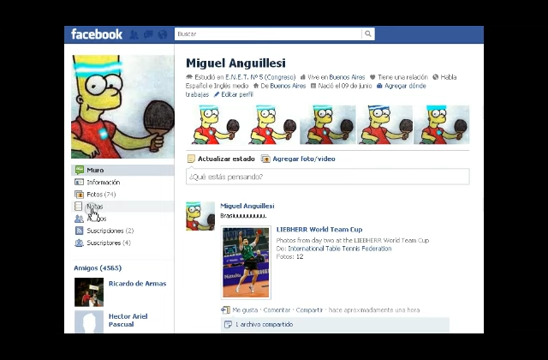 facebook
Buscar
Miguel Anguillesi
Estudió en E.N.E.T. Nº 5 (Congreso) Vive en Buenos Aires Tiene una relación Habla
Español e Inglés medio De Buenos Aires Nació el 09 de junio Agregar dónde
trabajas Editar perfil
Actualizar estado Agregar foto/video
¿Qué estás pensando?
Muro
Información
Fotos (74)
Notas
Suscripciones (2)
Suscriptores (4)
Amigos (4565)
Ricardo de Armas
Hector Ariel
Pascual
Miguel Anguillesi
LIEBHERR World Team Cup
Photos from day two at the LIEBHERR World Team Cup
De: International Table Tennis Federation
Fotos: 12
Me gusta · Comentar · Compartir · hace aproximadamente una hora
1 archivo compartido